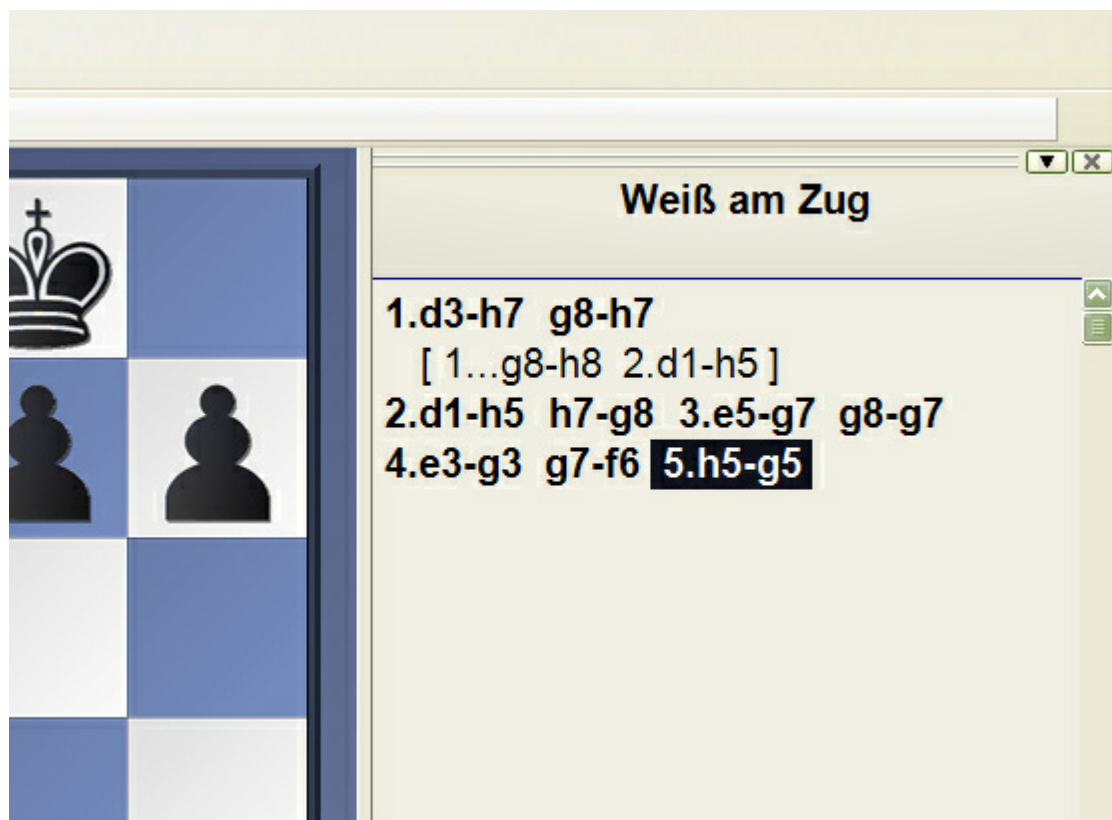 Weiß am Zug
1.d3-h7 g8-h7
[ 1...g8-h8 2.d1-h5 ]
2.d1-h5 h7-g8 3.e5-g7 g8-g7
4.e3-g3 g7-f6 5.h5-g5